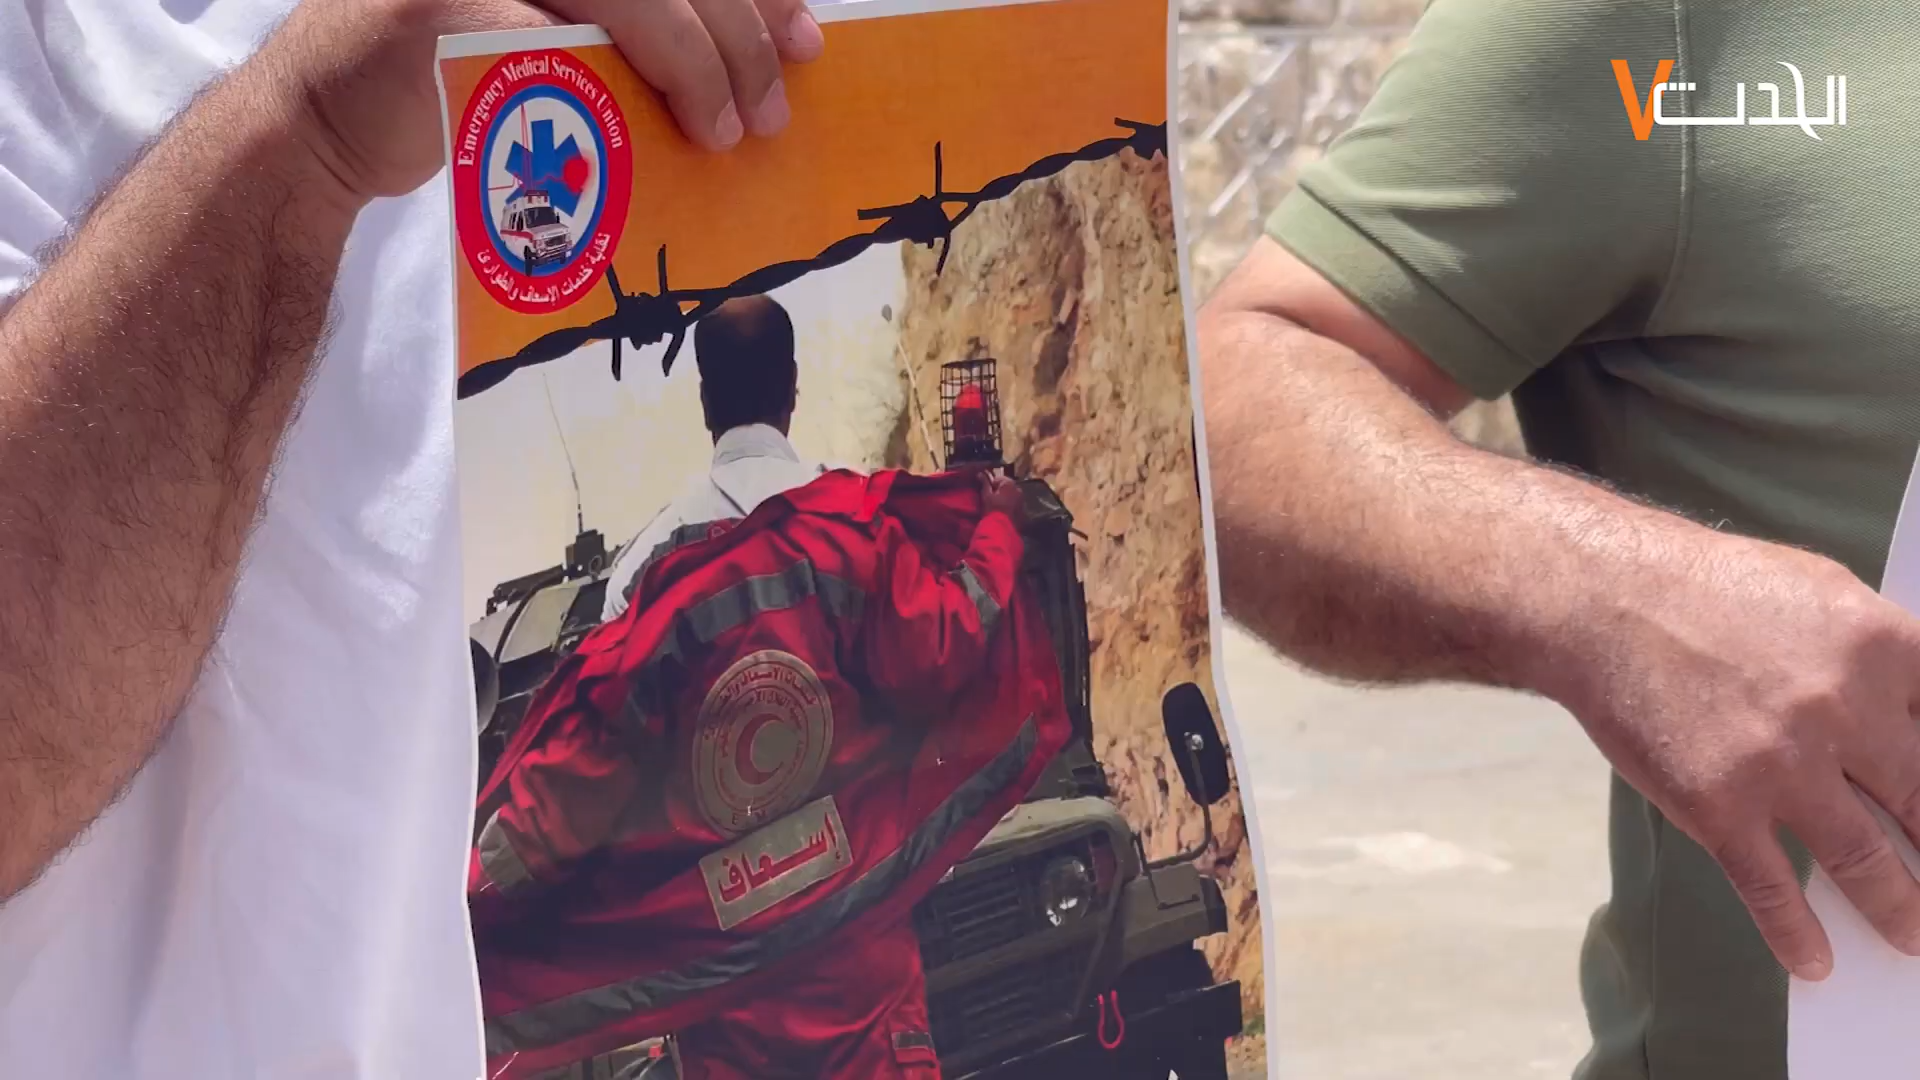 Emergency Medical Services Union
نقابة خدمات الإسعاف والطوارئ
الحدث
إسعاف